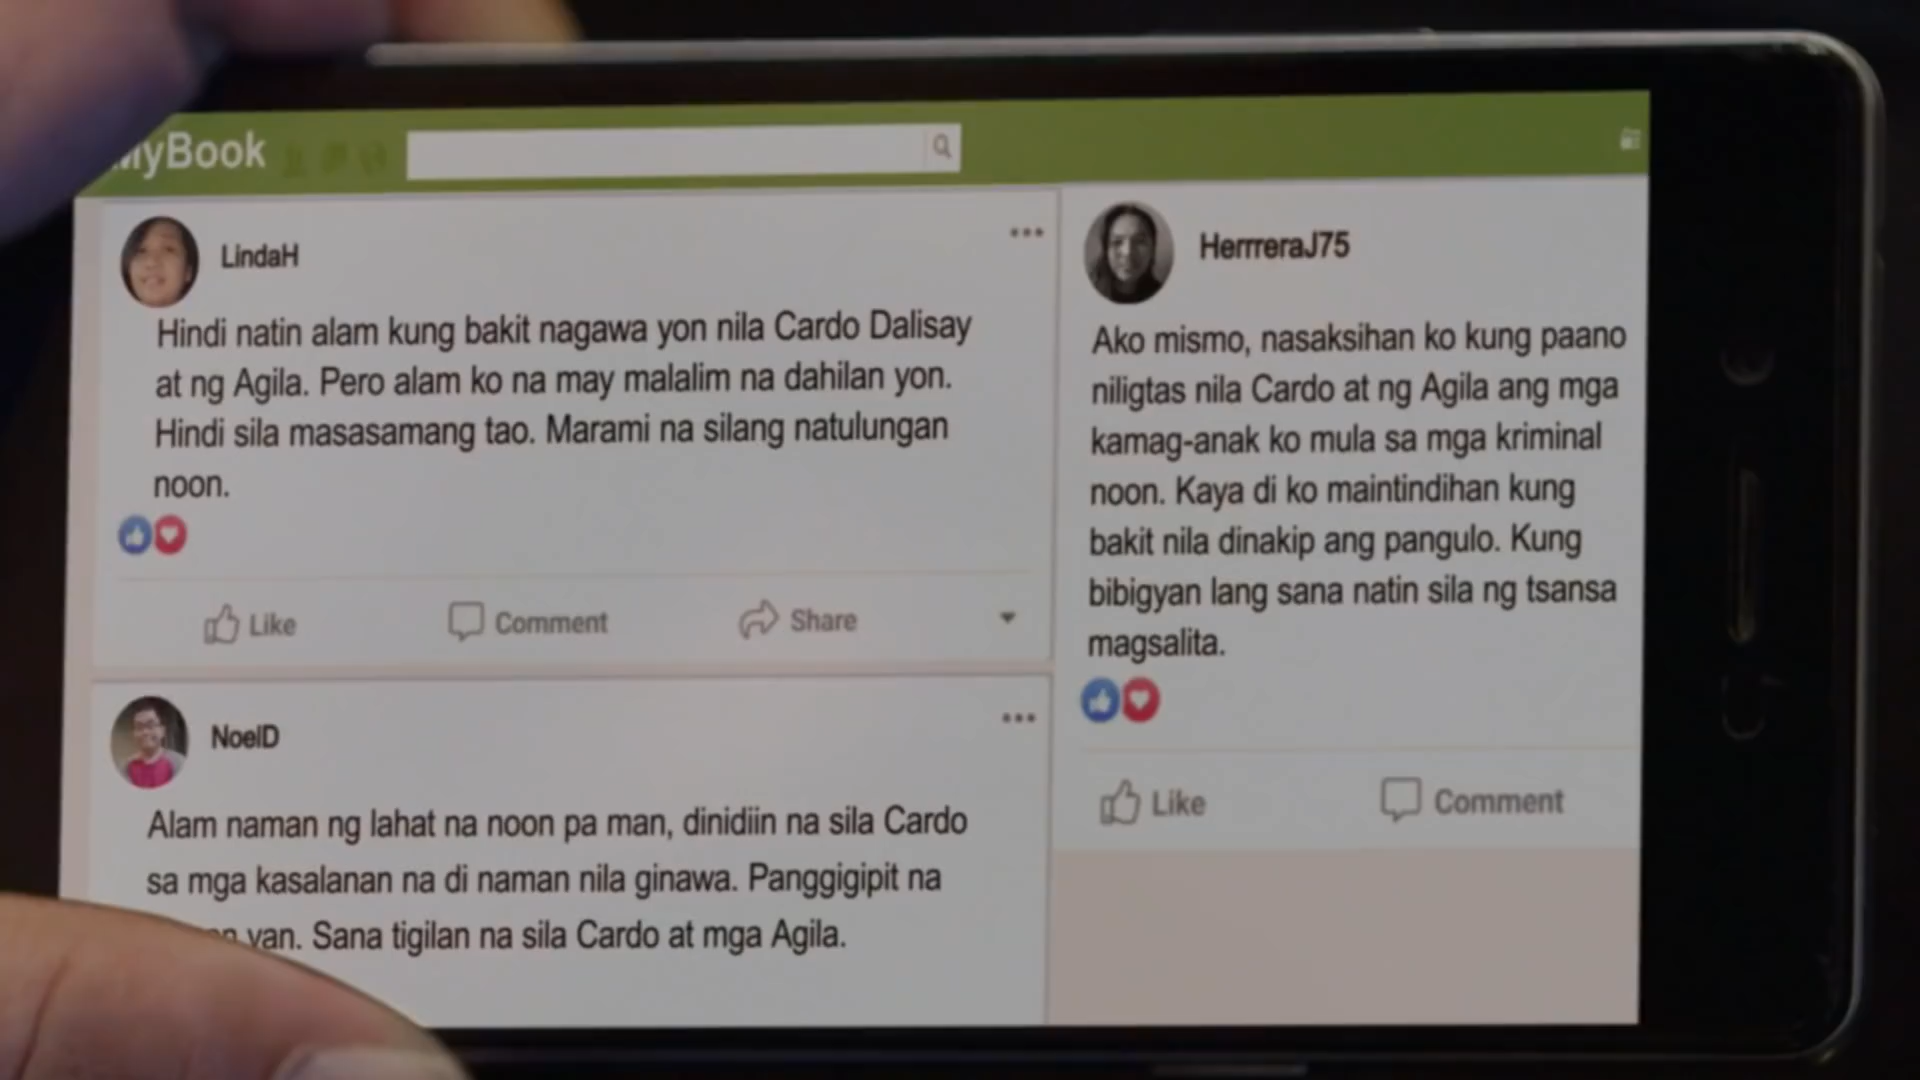 MyBook
LindaH
Hindi natin alam kung bakit nagawa yon nila Cardo Dalisay
at ng Agila. Pero alam ko na may malalim na dahilan yon.
Hindi sila masasamang tao. Marami na silang natulungan
noon.
Like Comment Share
NoelD
Alam naman ng lahat na noon pa man, dinidiin na sila Cardo
sa mga kasalanan na di naman nila ginawa. Panggigipit na
yan. Sana tigilan na sila Cardo at mga Agila.
HerrreraJ75
Ako mismo, nasaksihan ko kung paano
niligtas nila Cardo at ng Agila ang mga
kamag-anak ko mula sa mga kriminal
noon. Kaya di ko maintindihan kung
bakit nila dinakip ang pangulo. Kung
bibigyan lang sana natin sila ng tsansa
magsalita.
Like Comment